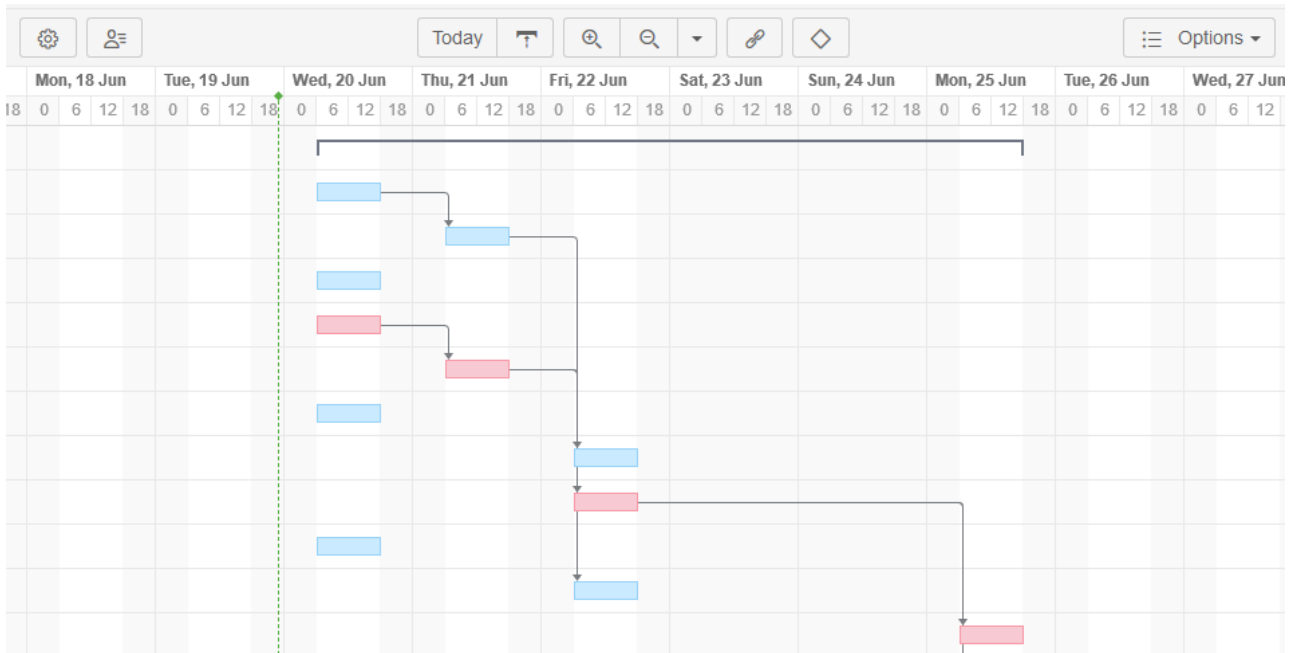 Today Options
Mon, 18 Jun Tue, 19 Jun Wed, 20 Jun Thu, 21 Jun Fri, 22 Jun Sat, 23 Jun Sun, 24 Jun Mon, 25 Jun Tue, 26 Jun Wed, 27 Jun
18 0 6 12 18 0 6 12 18 0 6 12 18 0 6 12 18 0 6 12 18 0 6 12 18 0 6 12 18 0 6 12 18 0 6 12 18 0 6 12